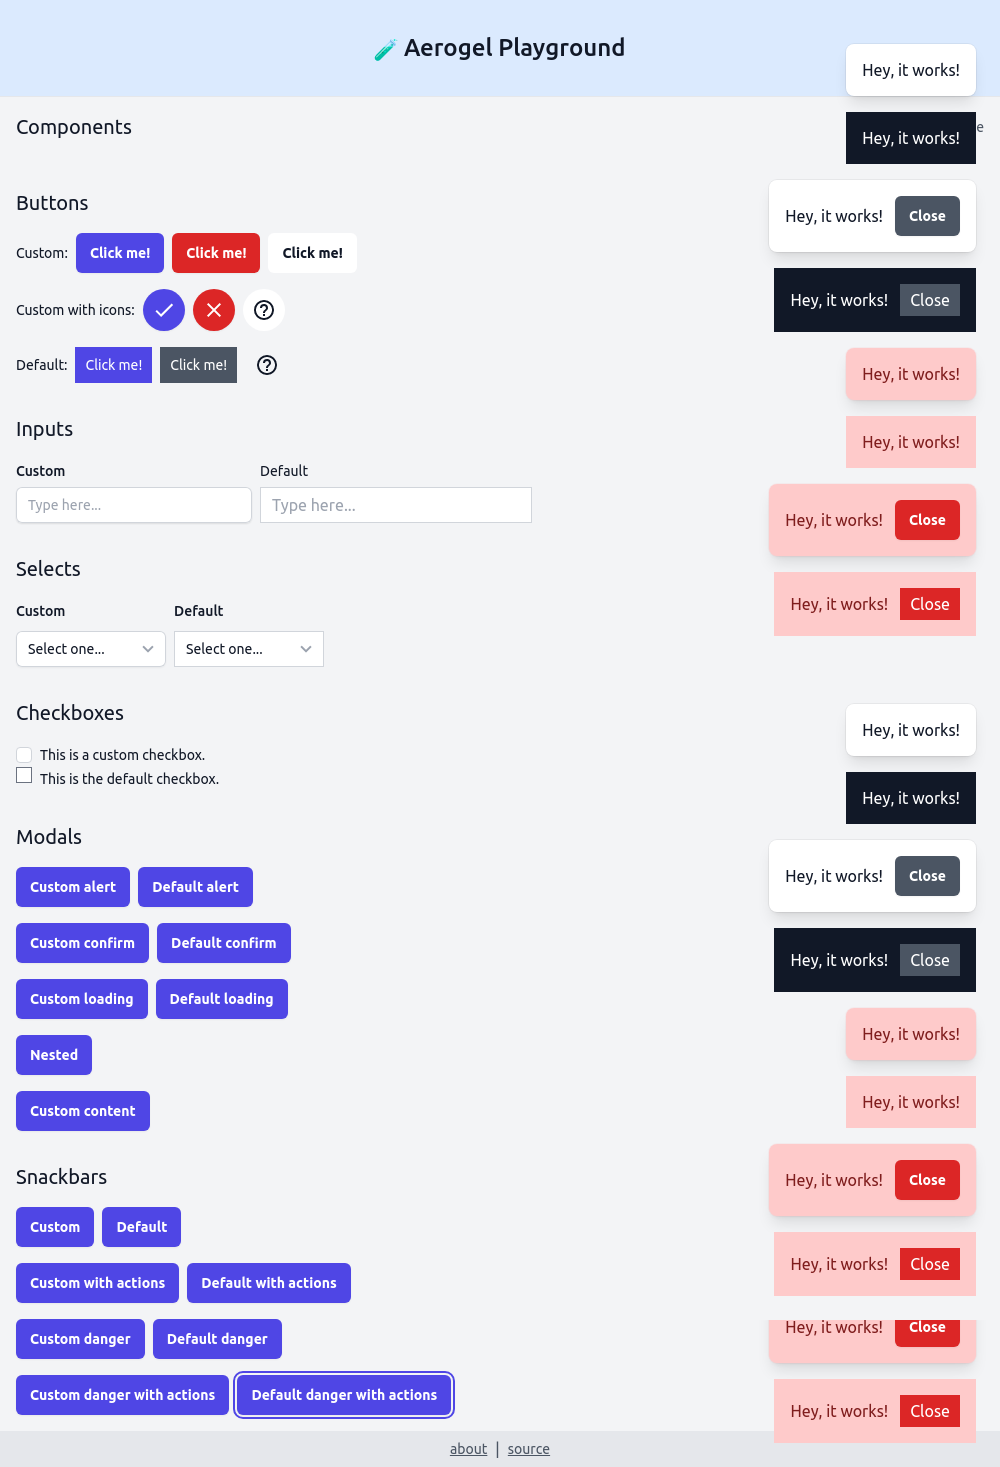 Aerogel Playground
Components
Buttons
Custom: Click me! Click me! Click me!
Custom with icons:
Default: Click me! Click me!
Inputs
Custom Default
Type here... Type here...
Selects
Custom Default
Select one... Select one...
Checkboxes
This is a custom checkbox.
This is the default checkbox.
Modals
Custom alert Default alert
Custom confirm Default confirm
Custom loading Default loading
Nested
Custom content
Snackbars
Custom Default
Custom with actions Default with actions
Custom danger Default danger
Custom danger with actions Default danger with actions
Hey, it works!
Hey, it works!
Hey, it works! Close
Hey, it works! Close
Hey, it works!
Hey, it works!
Hey, it works! Close
Hey, it works! Close
Hey, it works!
Hey, it works!
Hey, it works! Close
Hey, it works! Close
Hey, it works!
Hey, it works!
Hey, it works! Close
Hey, it works! Close
Hey, it works! Close
Hey, it works! Close
about | source